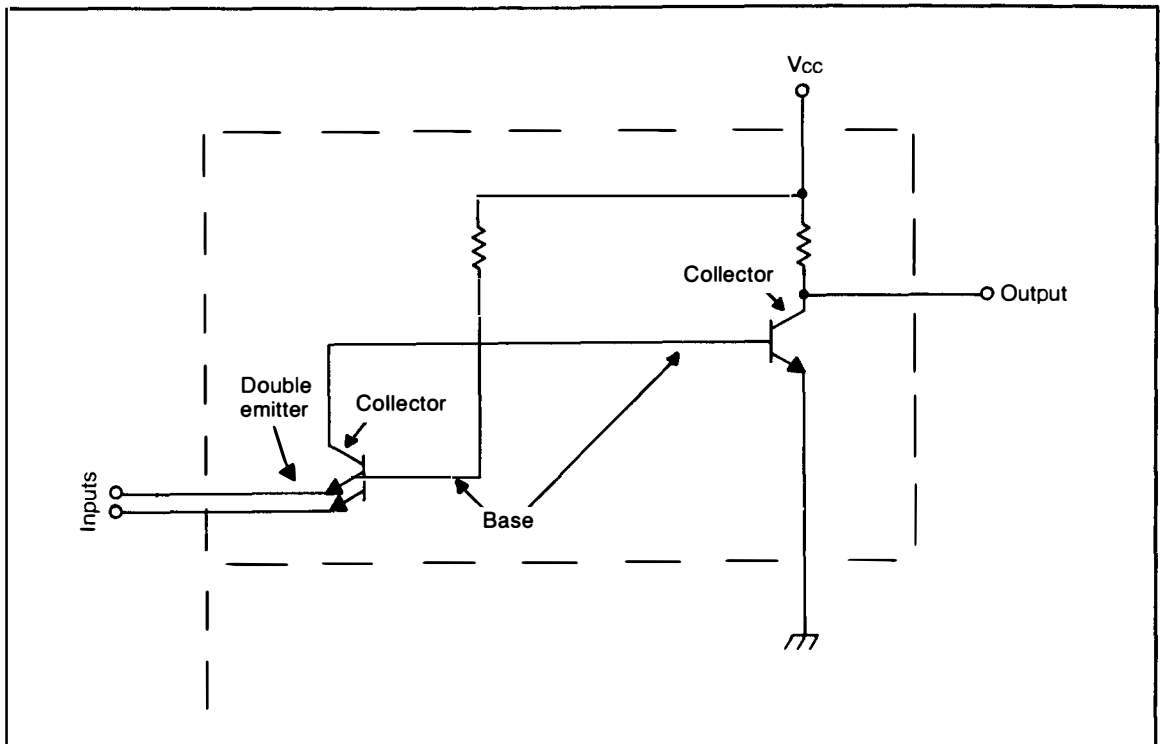 Vcc
Collector
Output
Double
emitter
Collector
Inputs
Base